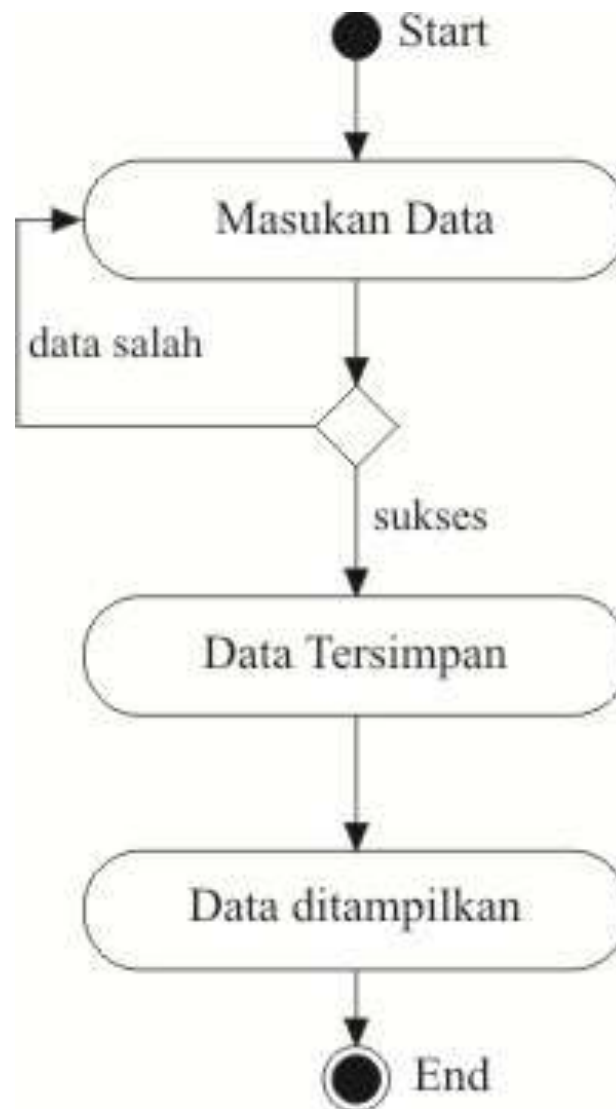 Start
Masukan Data
data salah
sukses
Data Tersimpan
Data ditampilkan
End